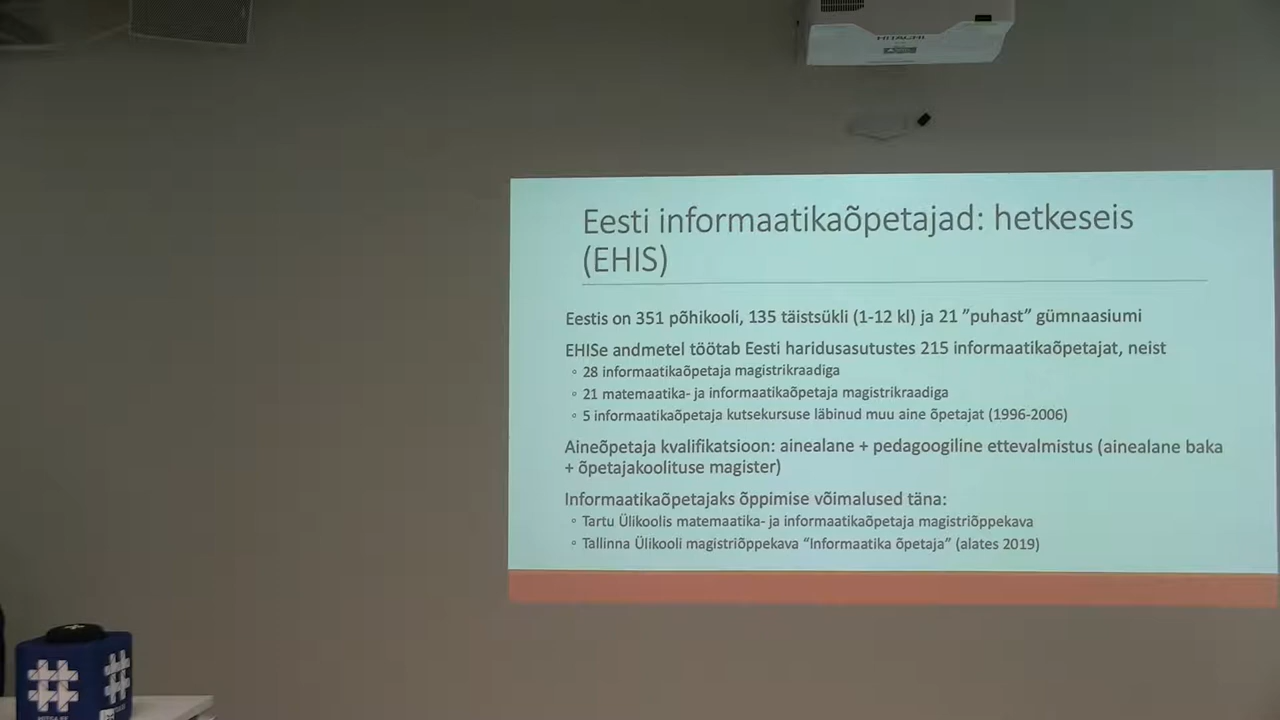 HITACHI
Eesti informaatikaõpetajad: hetkeseis
(EHIS)
Eestis on 351 põhikooli, 135 täistsükli (1-12 kl) ja 21 ”puhast” gümnaasiumi
EHISe andmetel töötab Eesti haridusasutustes 215 informaatikaõpetajat, neist
◦ 28 informaatikaõpetaja magistrikraadiga
◦ 21 matemaatika- ja informaatikaõpetaja magistrikraadiga
◦ 5 informaatikaõpetaja kutsekursuse läbinud muu aine õpetajat (1996-2006)
Aineõpetaja kvalifikatsioon: ainealane + pedagoogiline ettevalmistus (ainealane baka
+ õpetajakoolituse magister)
Informaatikaõpetajaks õppimise võimalused täna:
◦ Tartu Ülikoolis matemaatika- ja informaatikaõpetaja magistriõppekava
◦ Tallinna Ülikooli magistriõppekava “Informaatika õpetaja” (alates 2019)